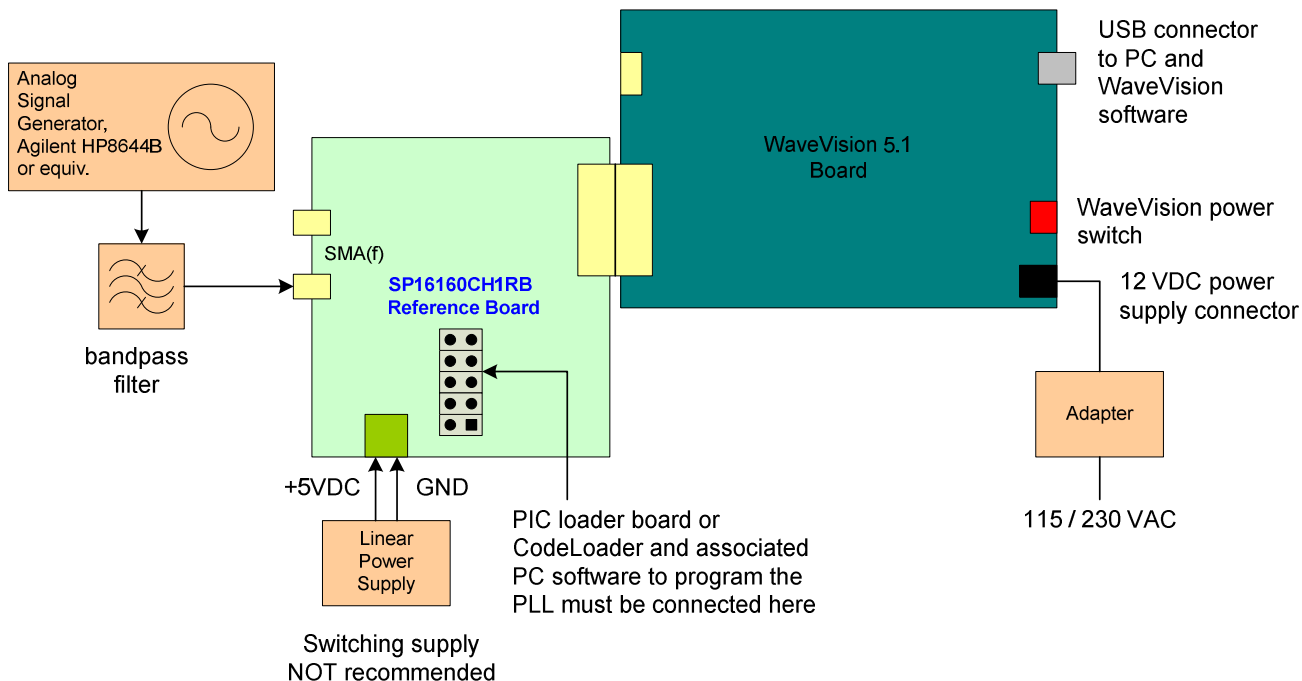 Analog
Signal
Generator,
Agilent HP8644B
or equiv.
bandpass
filter
SMA(f)
SP16160CH1RB
Reference Board
+5VDC
GND
Linear
Power
Supply
Switching supply
NOT recommended
PIC loader board or
CodeLoader and associated
PC software to program the
PLL must be connected here
WaveVision 5.1
Board
USB connector
to PC and
WaveVision
software
WaveVision power
switch
12 VDC power
supply connector
Adapter
115 / 230 VAC